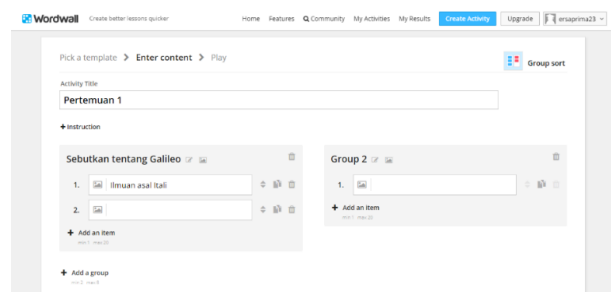 Wordwall Create better lessons quicker Home Features Community My Activities My Results Create Activity Upgrade ersaprima23
Pick a template > Enter content > Play
Group sort
Activity Title
Pertemuan 1
+ Instruction
Sebutkan tentang Galileo
1. Ilmuan asal Itali
2.
+ Add an item
min 1 max 20
Group 2
1.
+ Add an item
min 1 max 20
+ Add a group
min 2 max 8